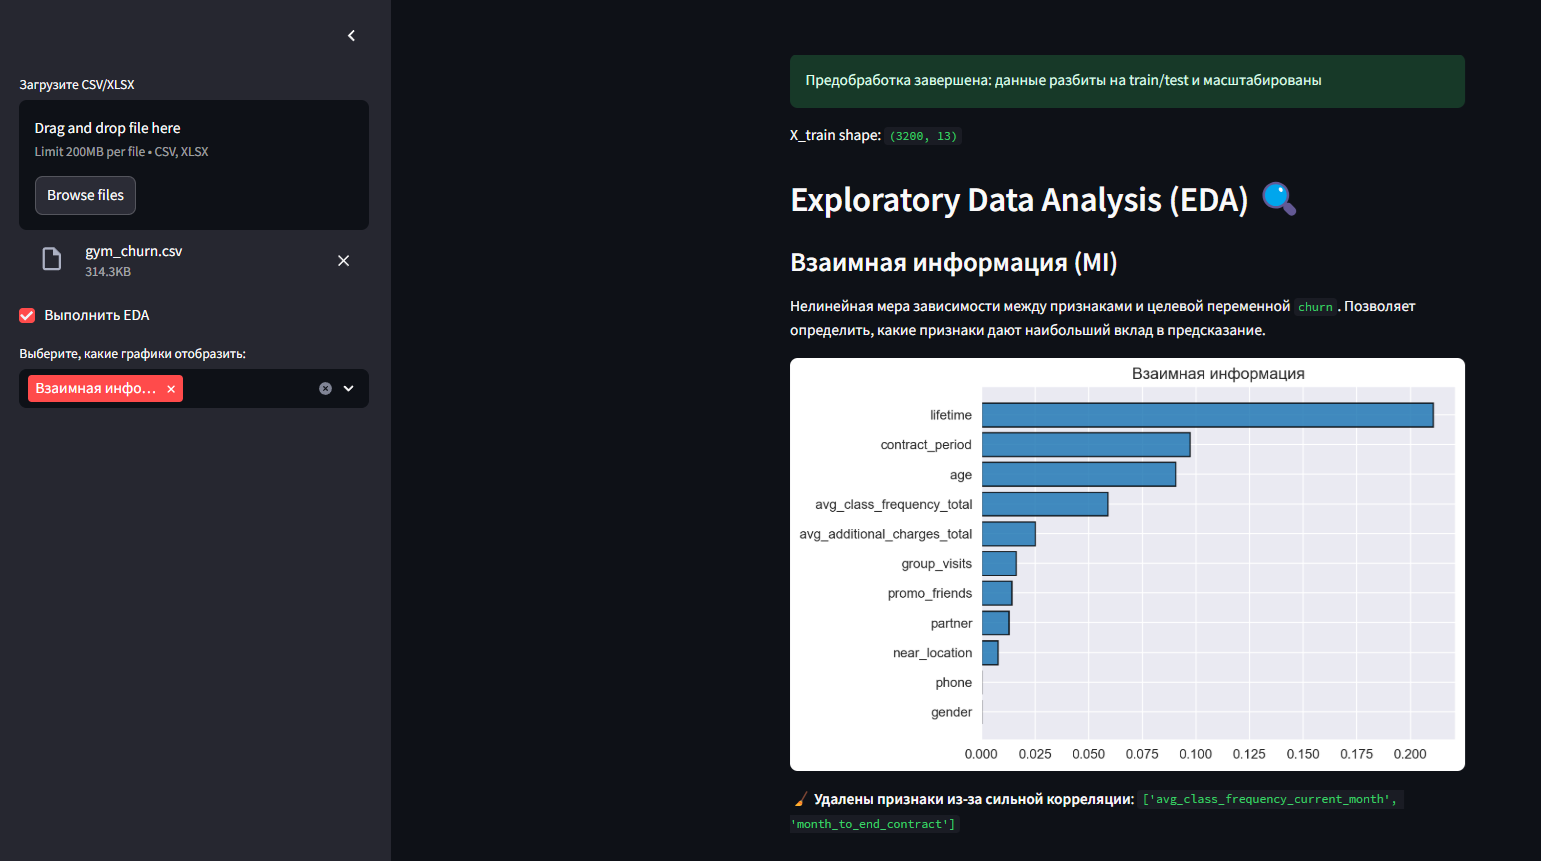 Загрузите CSV/XLSX
Drag and drop file here
Limit 200MB per file • CSV, XLSX
Browse files
gym_churn.csv
314.3KB
Выполнить EDA
Выберите, какие графики отобразить:
Взаимная инфо...
Предобработка завершена: данные разбиты на train/test и масштабированы
X_train shape: (3200, 13)
Exploratory Data Analysis (EDA)
Взаимная информация (MI)
Нелинейная мера зависимости между признаками и целевой переменной churn. Позволяет
определить, какие признаки дают наибольший вклад в предсказание.
Взаимная информация
lifetime
contract_period
age
avg_class_frequency_total
avg_additional_charges_total
group_visits
promo_friends
partner
near_location
phone
gender
0.000 0.025 0.050 0.075 0.100 0.125 0.150 0.175 0.200
Удалены признаки из-за сильной корреляции: ['avg_class_frequency_current_month',
'month_to_end_contract']